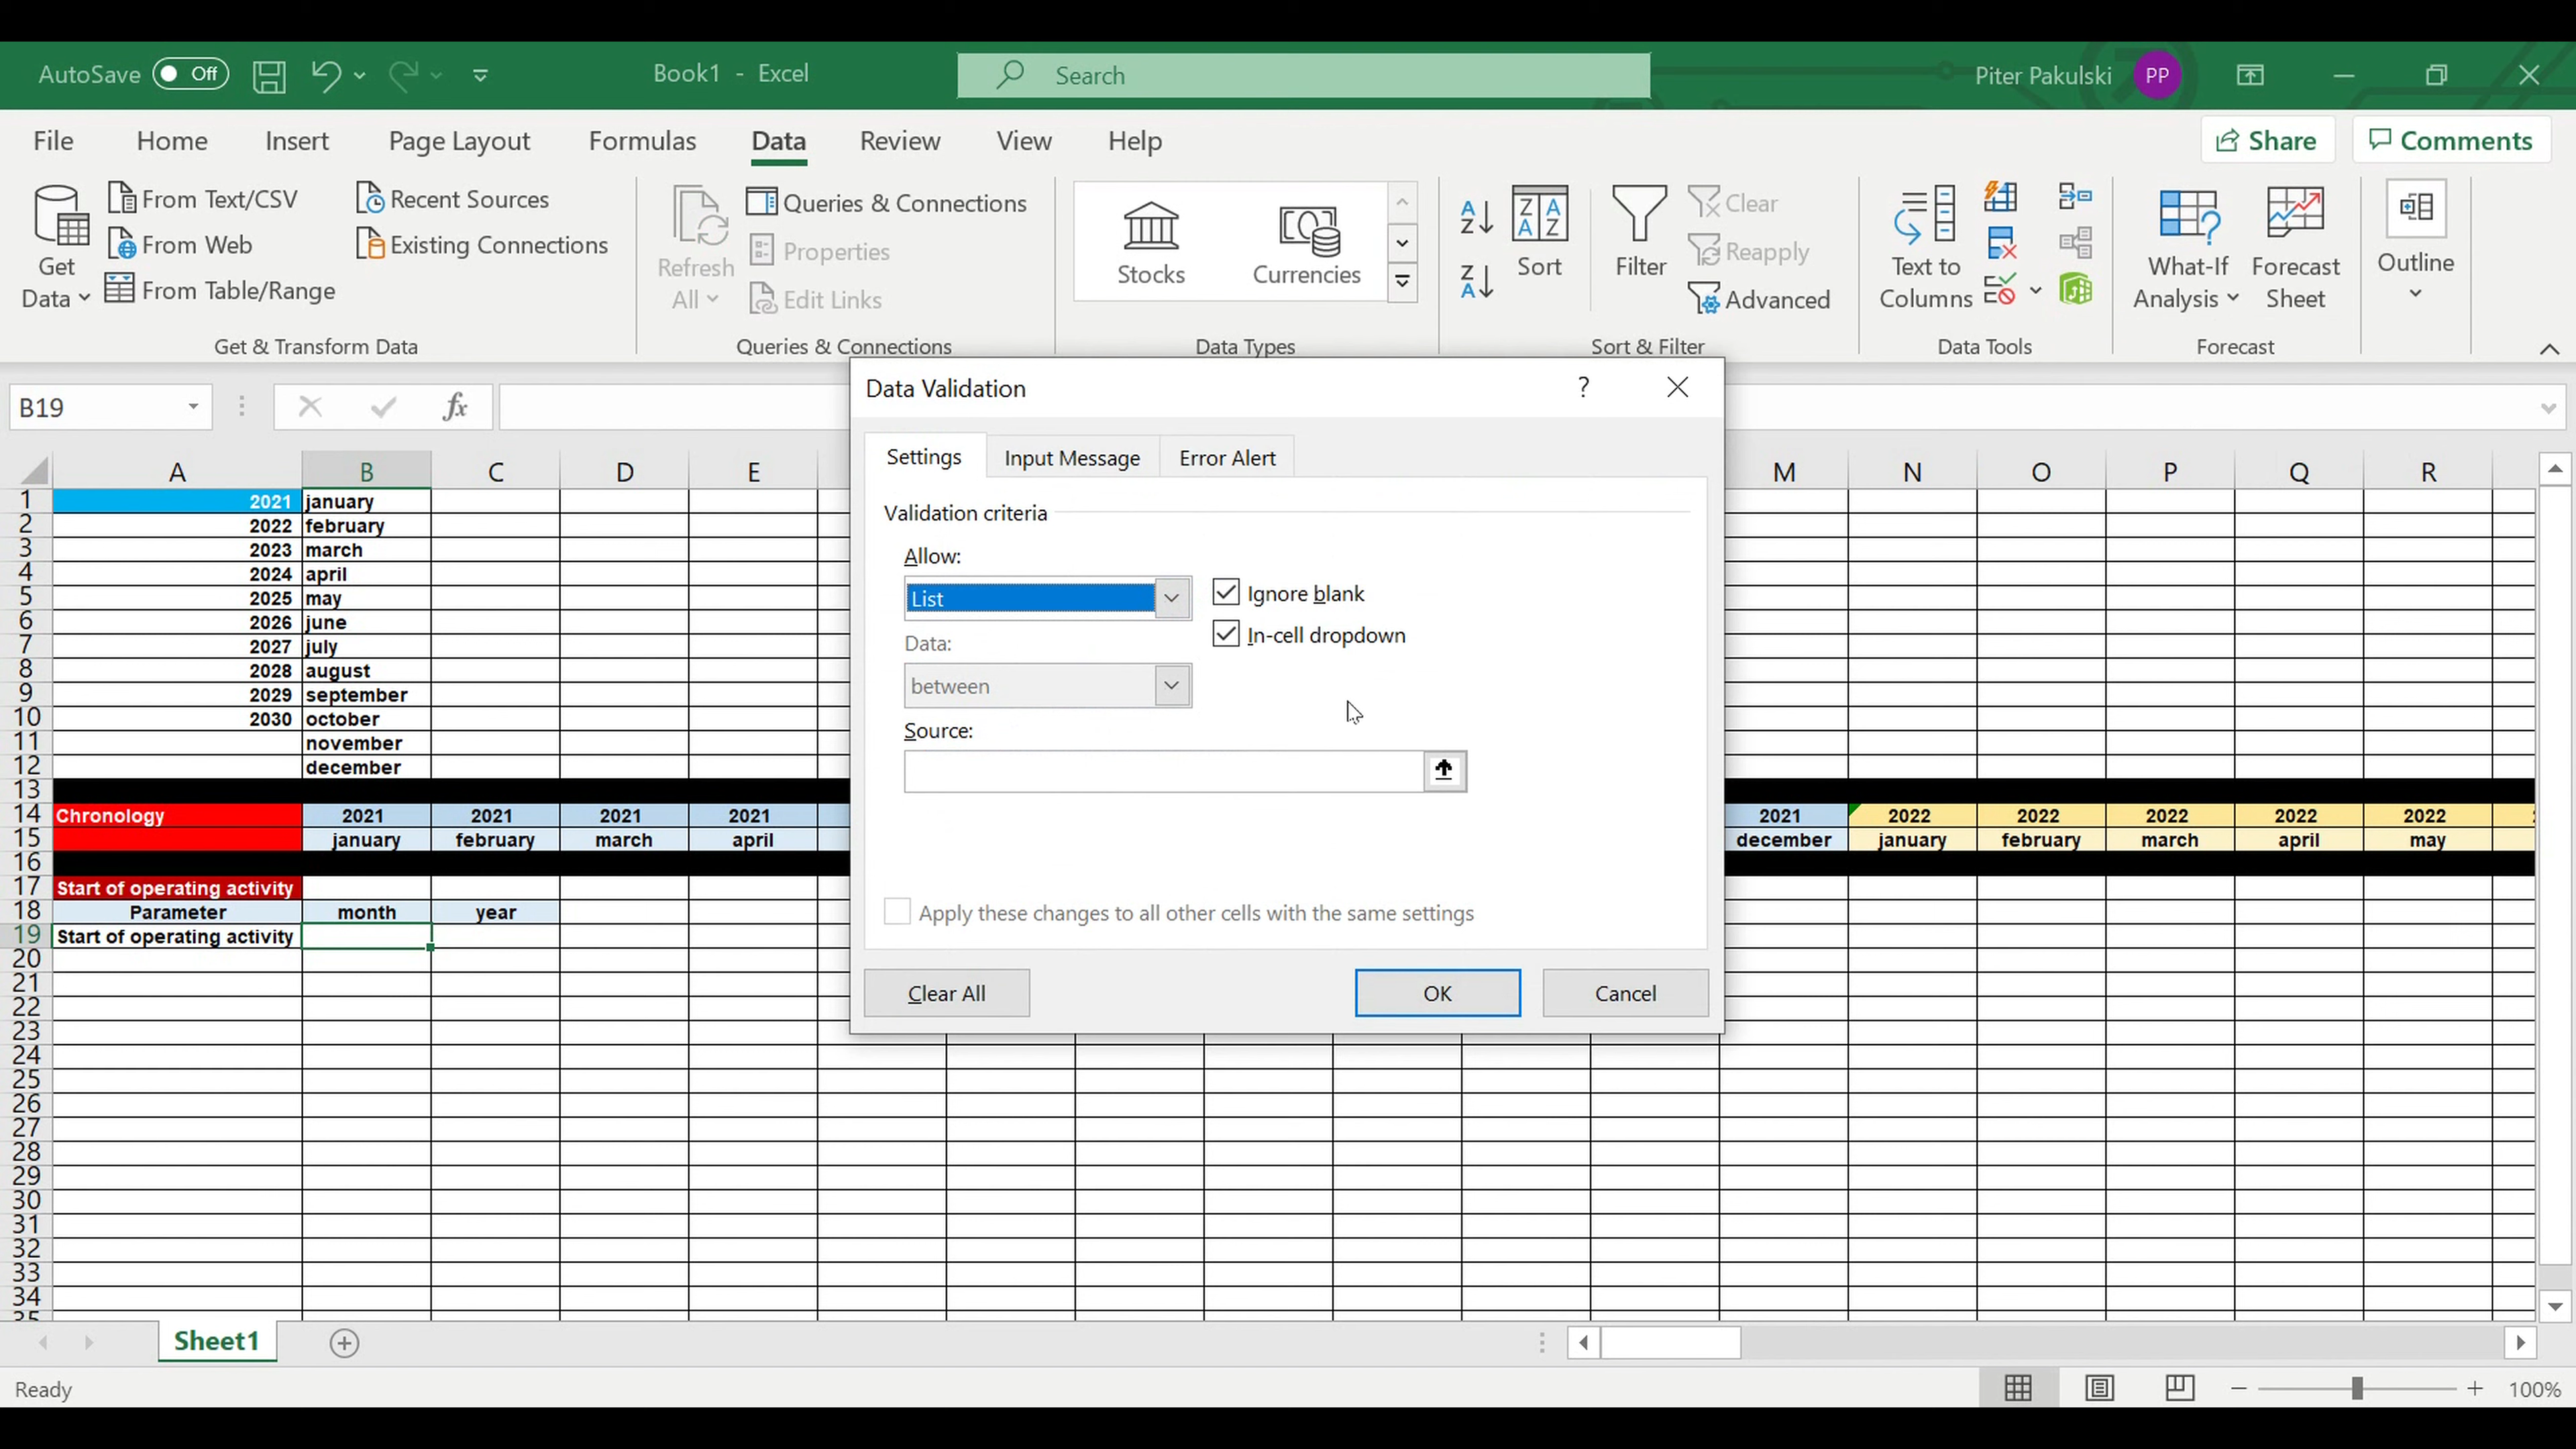 AutoSave Off Book1 - Excel Search Piter Pakulski PP
File Home Insert Page Layout Formulas Data Review View Help Share Comments
Get Data
From Text/CSV
From Web
From Table/Range
Recent Sources
Existing Connections
Get & Transform Data
Refresh All
Queries & Connections
Properties
Edit Links
Queries & Connections
Stocks Currencies
Data Types
Sort
Filter
Clear
Reapply
Advanced
Sort & Filter
Text to Columns
Data Tools
What-If Analysis
Forecast Sheet
Forecast
Outline
B19 fx
Data Validation ?
Settings Input Message Error Alert
Validation criteria
Allow:
List
Ignore blank
In-cell dropdown
Data:
between
Source:
Apply these changes to all other cells with the same settings
Clear All OK Cancel
A B C D E M N O P Q R
1 2021 january
2 2022 february
3 2023 march
4 2024 april
5 2025 may
6 2026 june
7 2027 july
8 2028 august
9 2029 september
10 2030 october
11 november
12 december
13
14 Chronology 2021 2021 2021 2021 2021 2022 2022 2022 2022 2022
15 january february march april december january february march april may
16
17 Start of operating activity
18 Parameter month year
19 Start of operating activity
20
21
22
23
24
25
26
27
28
29
30
31
32
33
34
35
Sheet1
Ready 100%